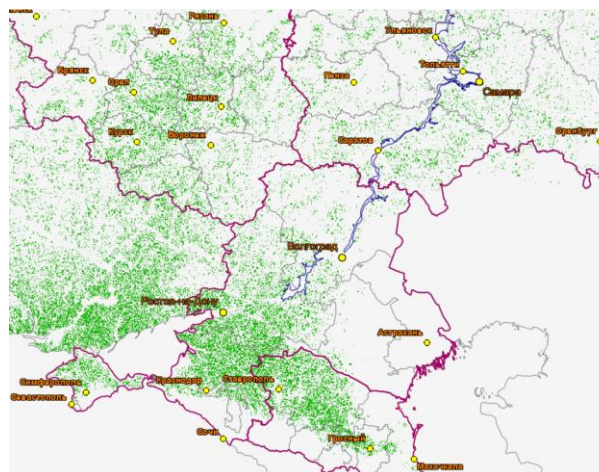 Рязань
Тула
Ульяновск
Тольятти
Самара
Брянск
Орел
Пенза
Липецк
Курск
Воронеж
Саратов
Оренбург
Волгоград
Ростов-на-Дону
Астрахань
Симферополь
Севастополь
Краснодар
Ставрополь
Сочи
Грозный
Махачкала